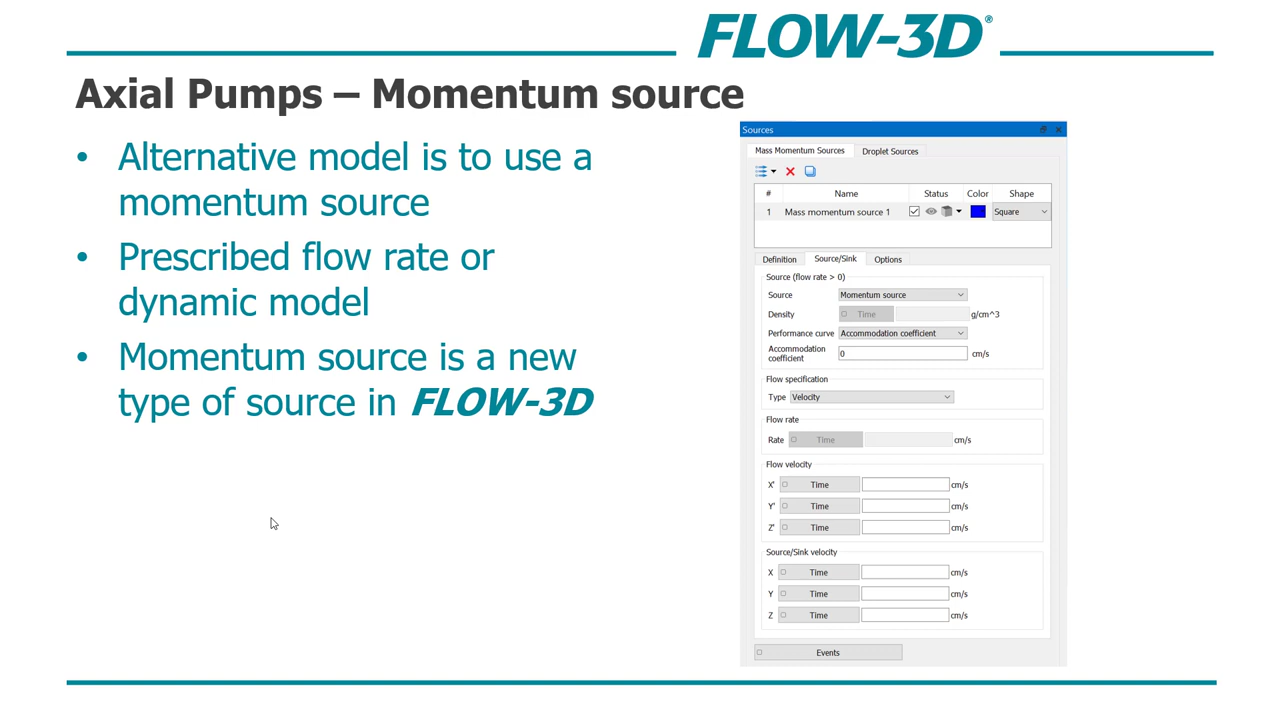 FLOW-3D®
Axial Pumps – Momentum source
• Alternative model is to use a
momentum source
• Prescribed flow rate or
dynamic model
• Momentum source is a new
type of source in FLOW-3D
Sources
Mass Momentum Sources Droplet Sources
# Name Status Color Shape
1 Mass momentum source 1 Square
Definition Source/Sink Options
Source (flow rate > 0)
Source Momentum source
Density Time g/cm^3
Performance curve Accommodation coefficient
Accommodation
coefficient 0 cm/s
Flow specification
Type Velocity
Flow rate
Rate Time cm/s
Flow velocity
X' Time cm/s
Y' Time cm/s
Z' Time cm/s
Source/Sink velocity
X Time cm/s
Y Time cm/s
Z Time cm/s
Events